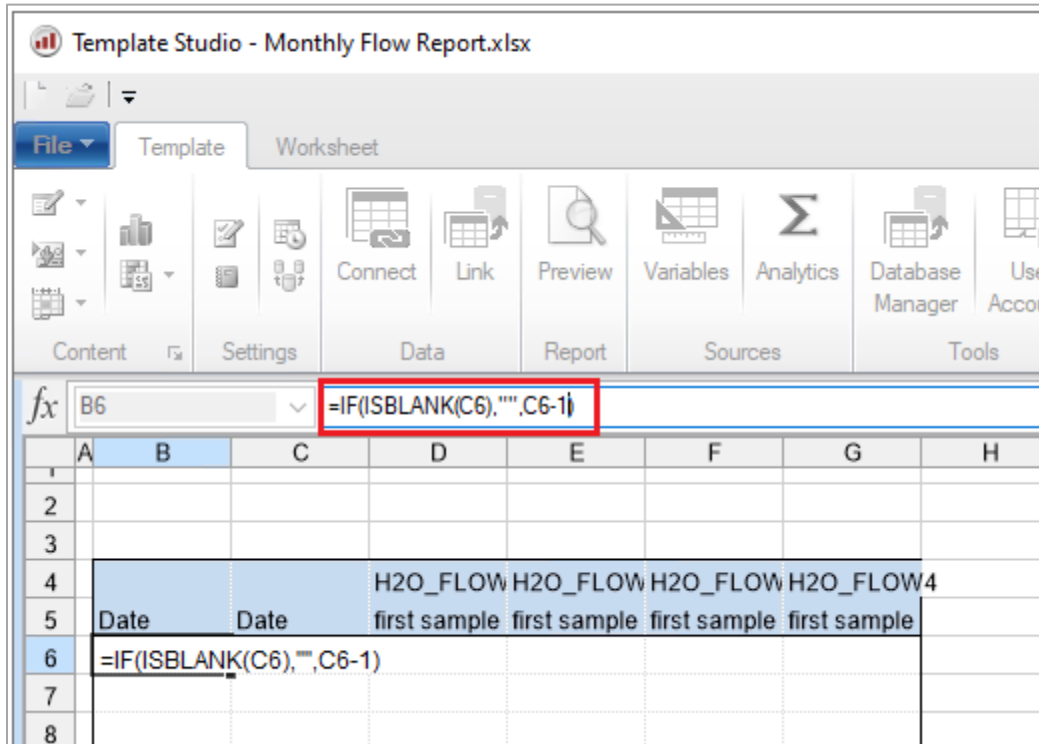 Template Studio - Monthly Flow Report.xlsx
File Template Worksheet
Connect Link Preview Variables Analytics Database Manager
Content Settings Data Report Sources Tools
fx B6 =IF(ISBLANK(C6),"",C6-1)
A B C D E F G H
2
3
4 H2O_FLOW H2O_FLOW H2O_FLOW H2O_FLOW4
5 Date Date first sample first sample first sample first sample
6 =IF(ISBLANK(C6),"",C6-1)
7
8